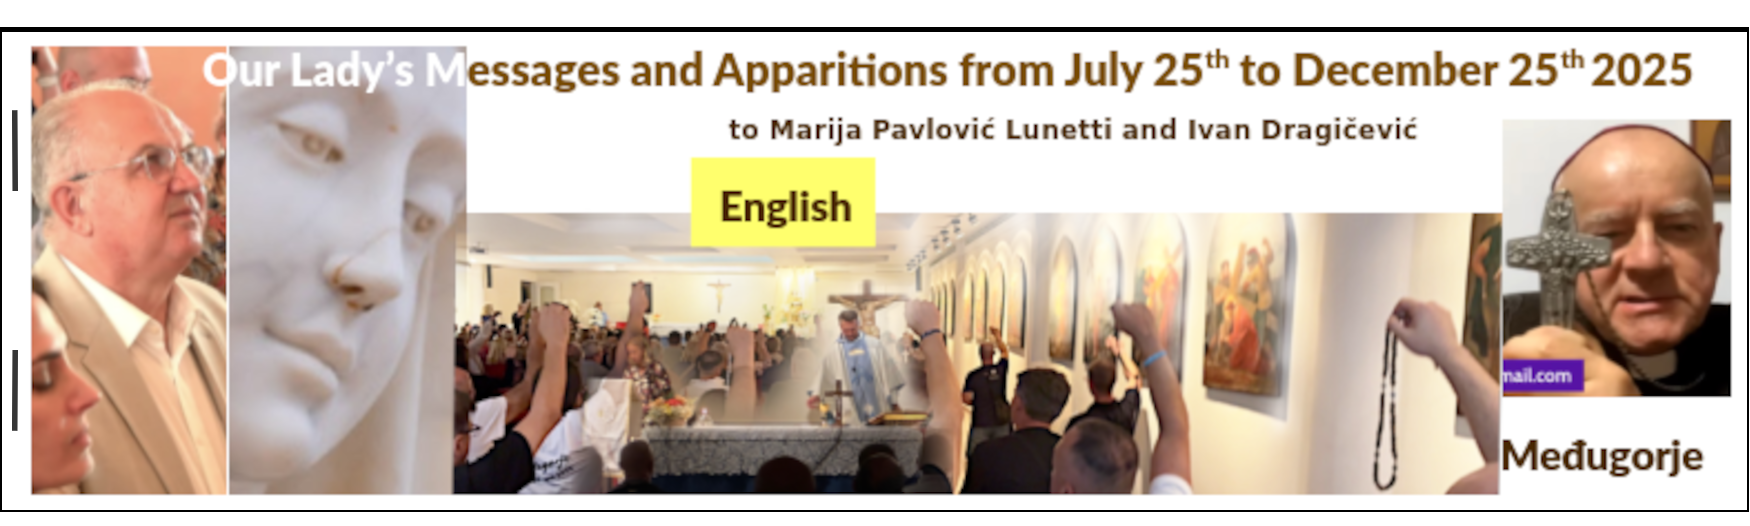 Our Lady's Messages and Apparitions from July 25th to December 25th 2025
to Marija Pavlović Lunetti and Ivan Dragičević
English
mail.com
Međugorje